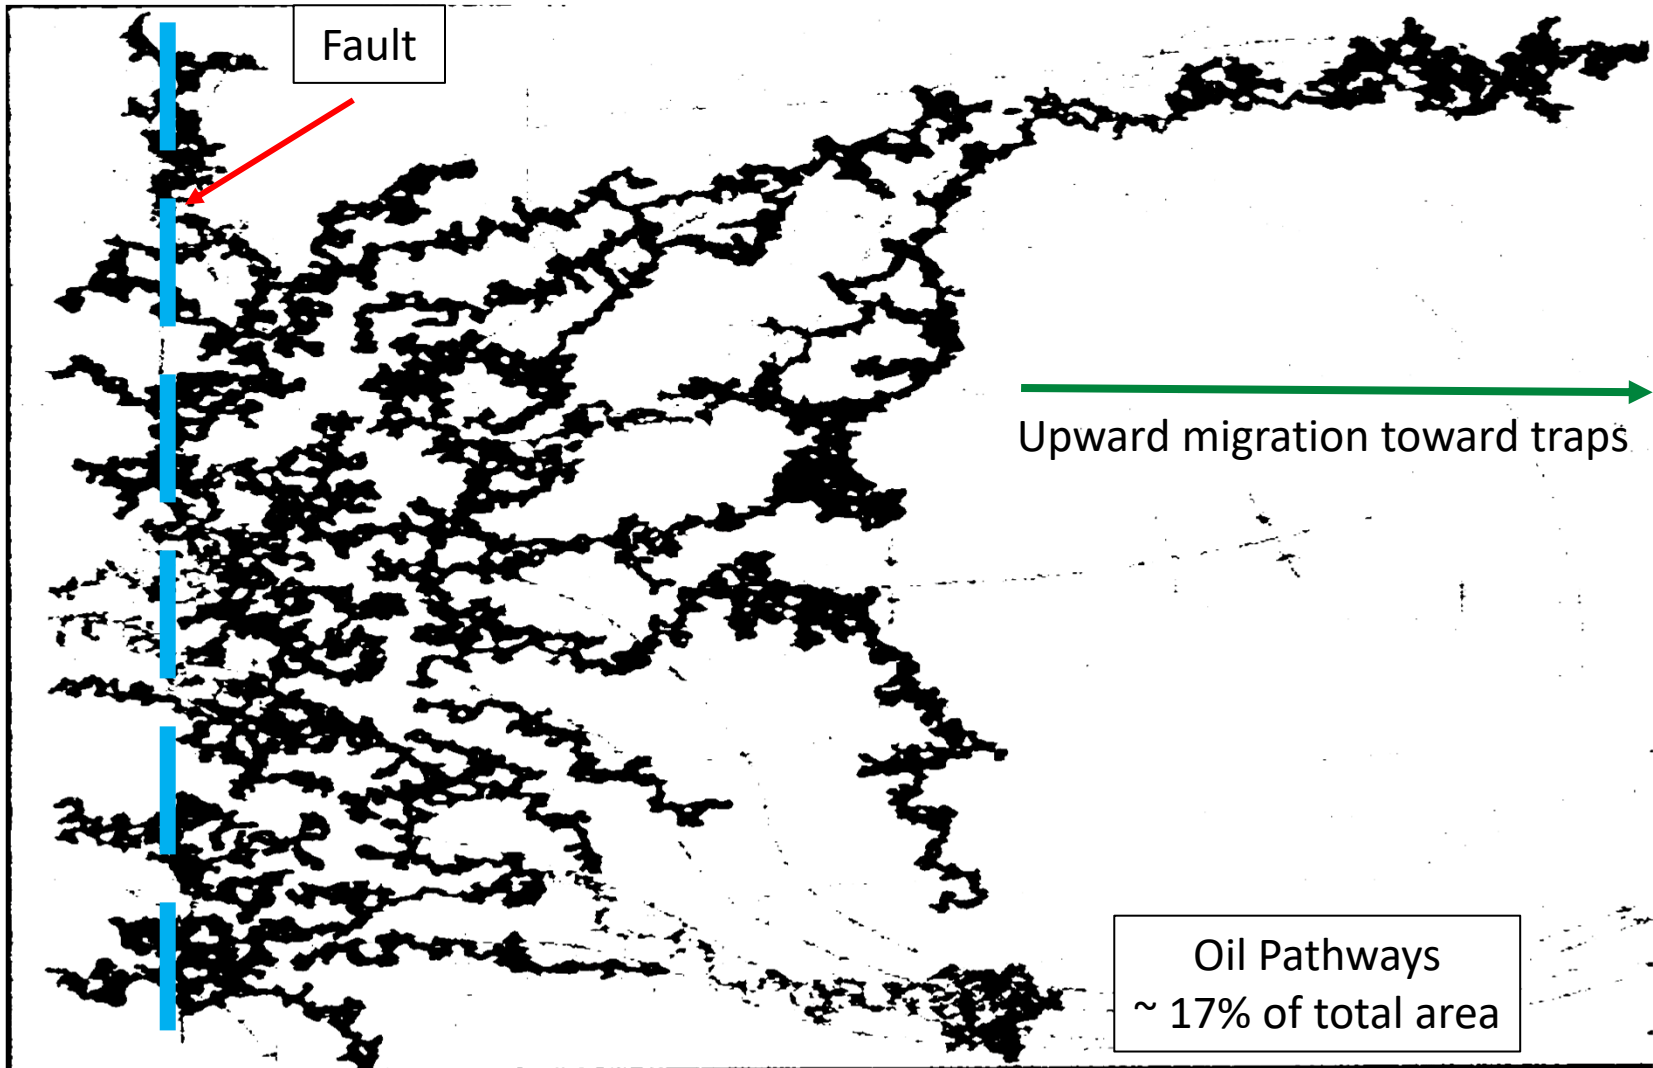 Fault
Upward migration toward traps
Oil Pathways
~ 17% of total area